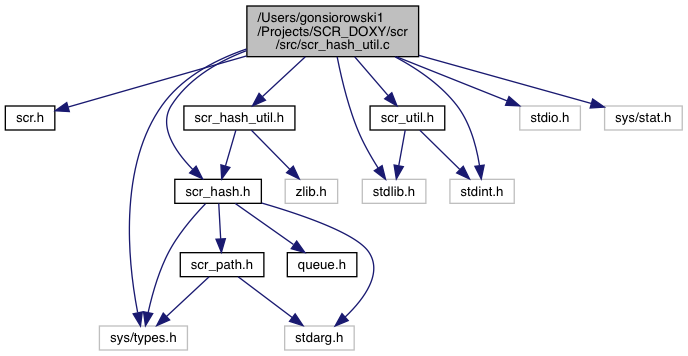 /Users/gonsiorowski1
/Projects/SCR_DOXY/scr
/src/scr_hash_util.c
scr.h
scr_hash_util.h
scr_util.h
stdio.h
sys/stat.h
scr_hash.h
zlib.h
stdlib.h
stdint.h
scr_path.h
queue.h
sys/types.h
stdarg.h